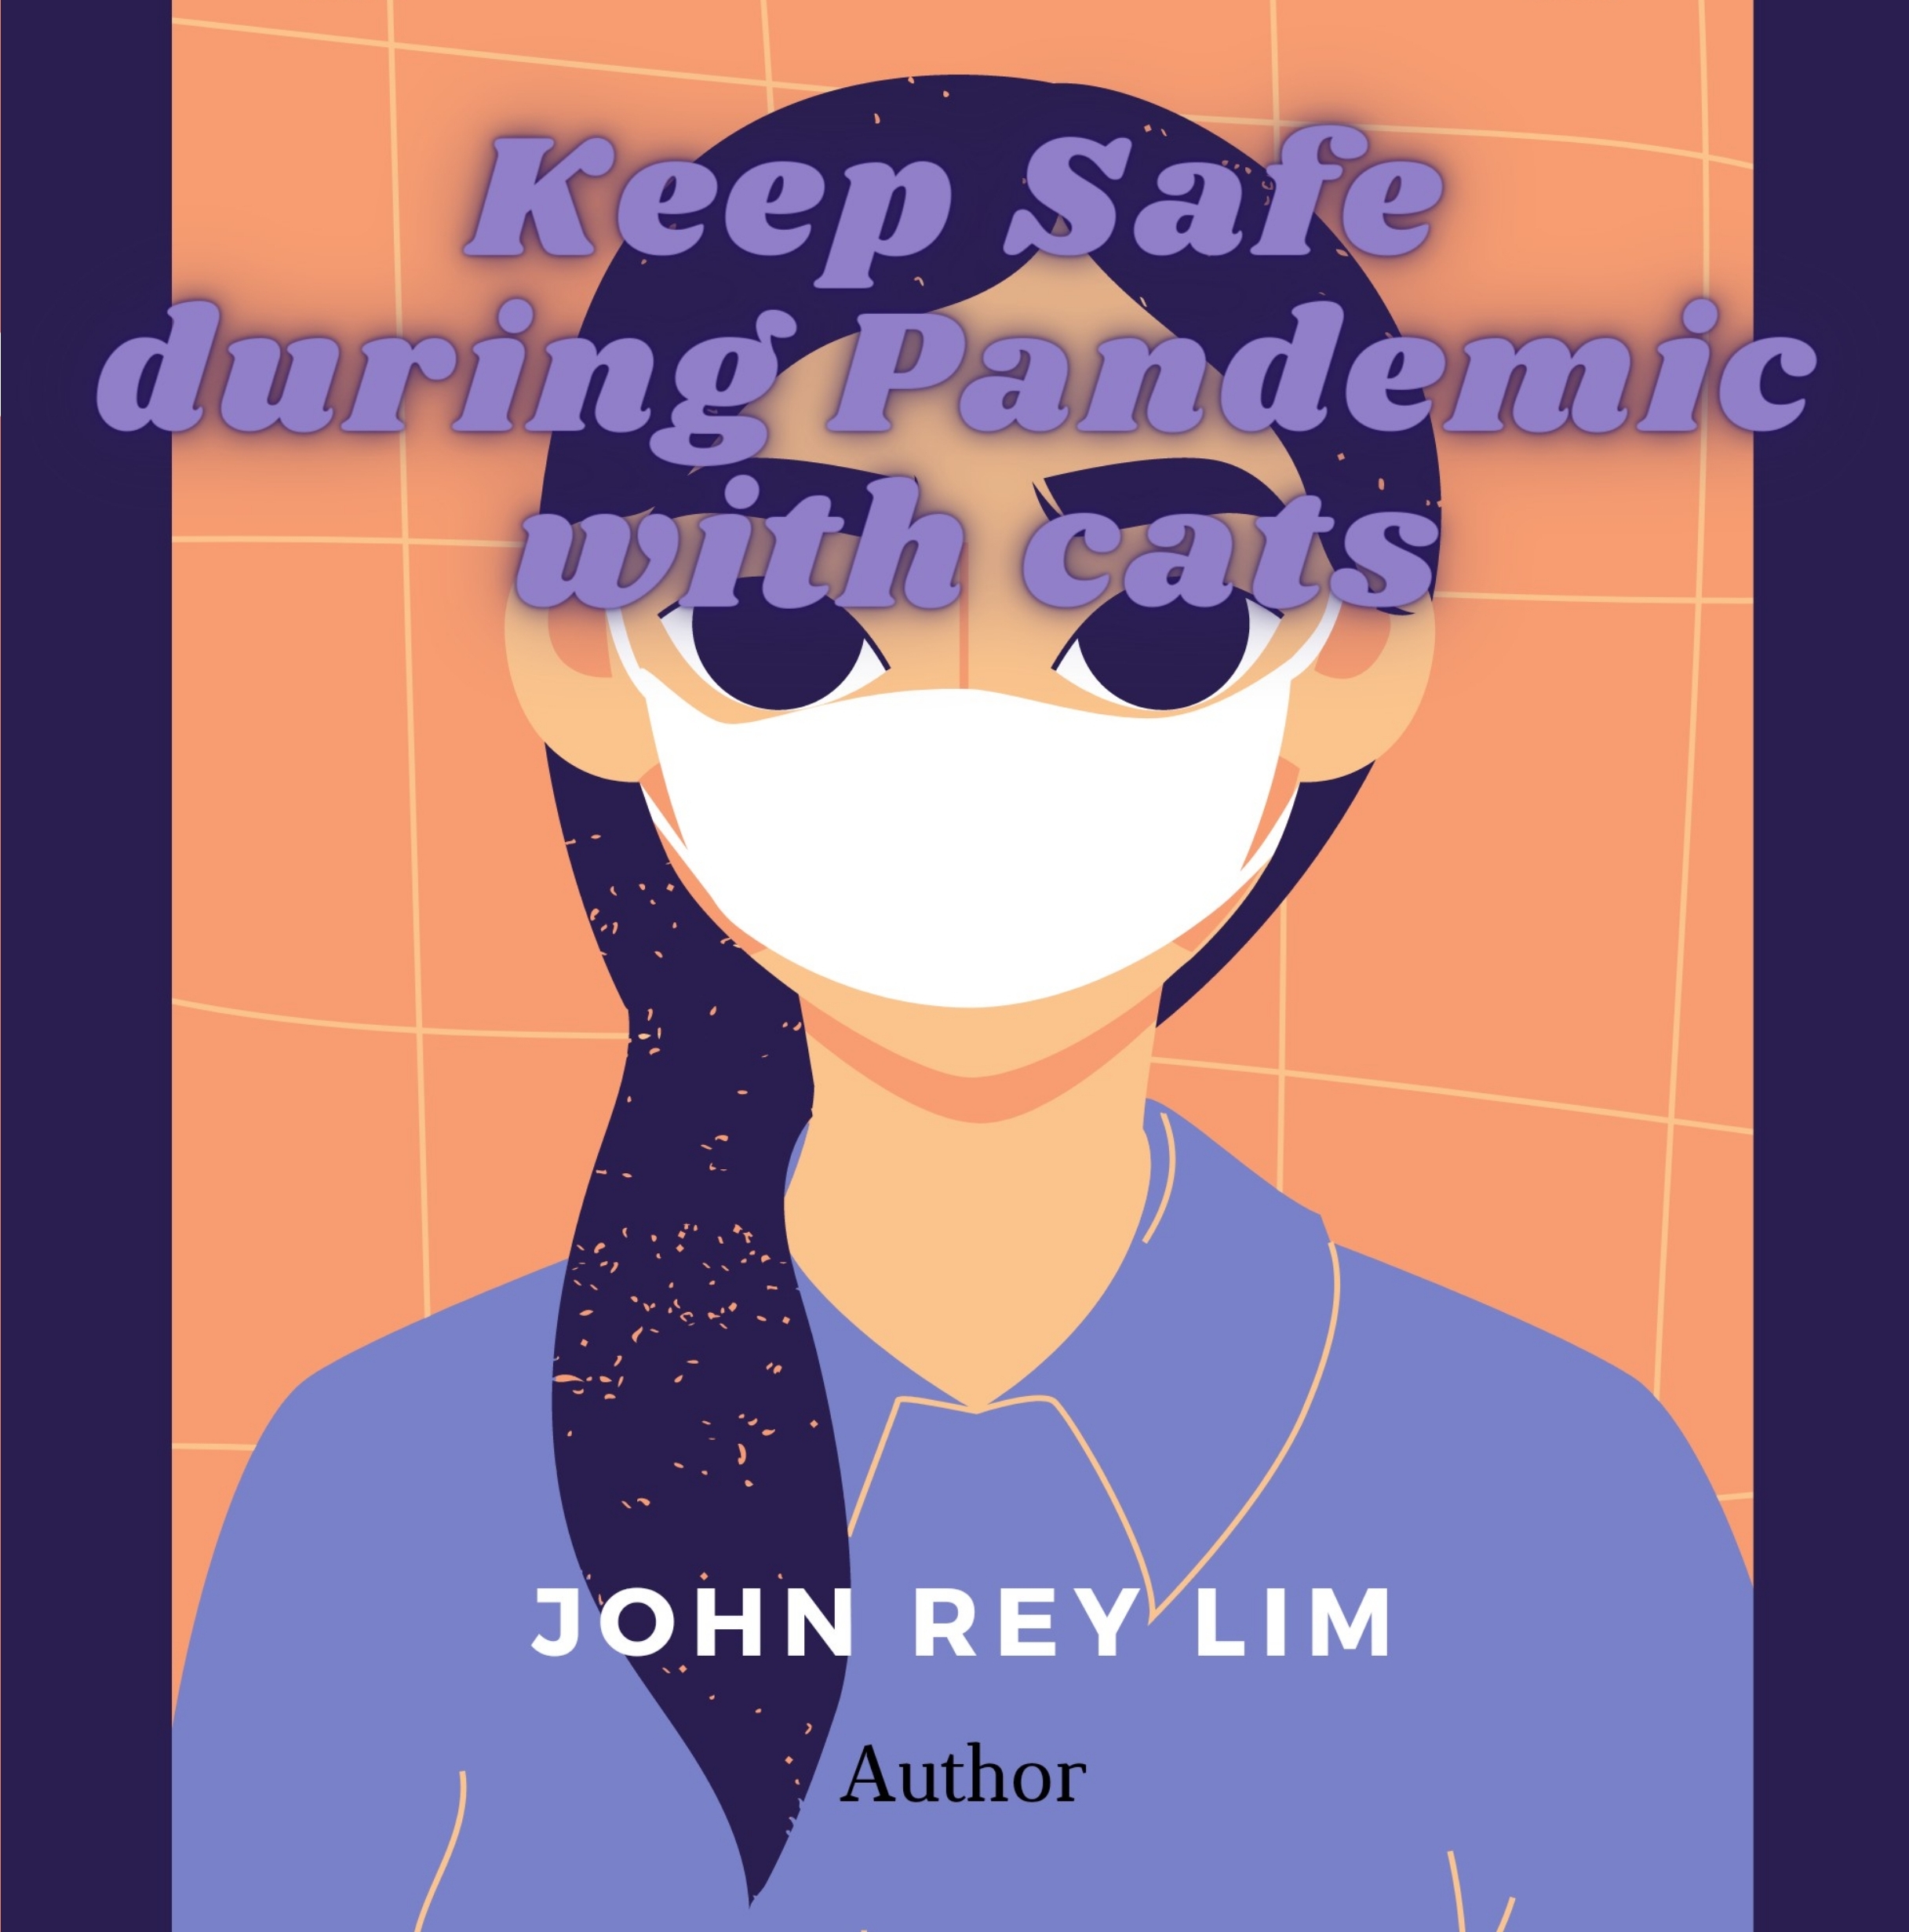 Keep Safe
during Pandemic
with cats
JOHN REY LIM
Author